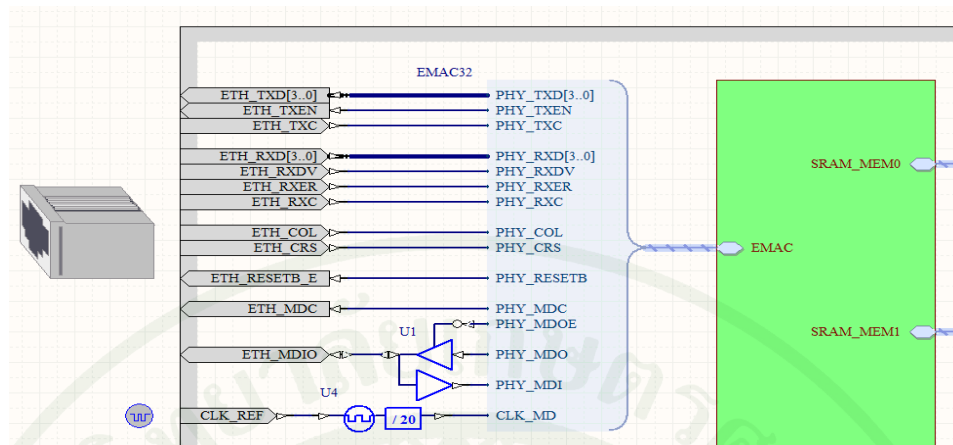 EMAC32
ETH_TXD[3..0] PHY_TXD[3..0]
ETH_TXEN PHY_TXEN
ETH_TXC PHY_TXC
ETH_RXD[3..0] PHY_RXD[3..0]
ETH_RXDV PHY_RXDV
SRAM_MEM0
ETH_RXER PHY_RXER
ETH_RXC PHY_RXC
ETH_COL PHY_COL
ETH_CRS PHY_CRS
EMAC
ETH_RESETB_E PHY_RESETB
ETH_MDC PHY_MDC
U1 PHY_MDOE
SRAM_MEM1
ETH_MDIO PHY_MDO
PHY_MDI
U4
CLK_REF / 20 CLK_MD